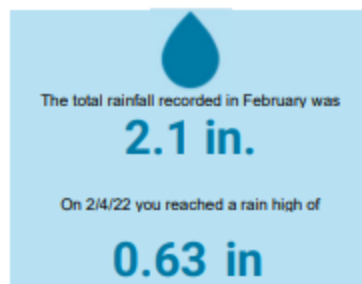 The total rainfall recorded in February was
2.1 in.
On 2/4/22 you reached a rain high of
0.63 in